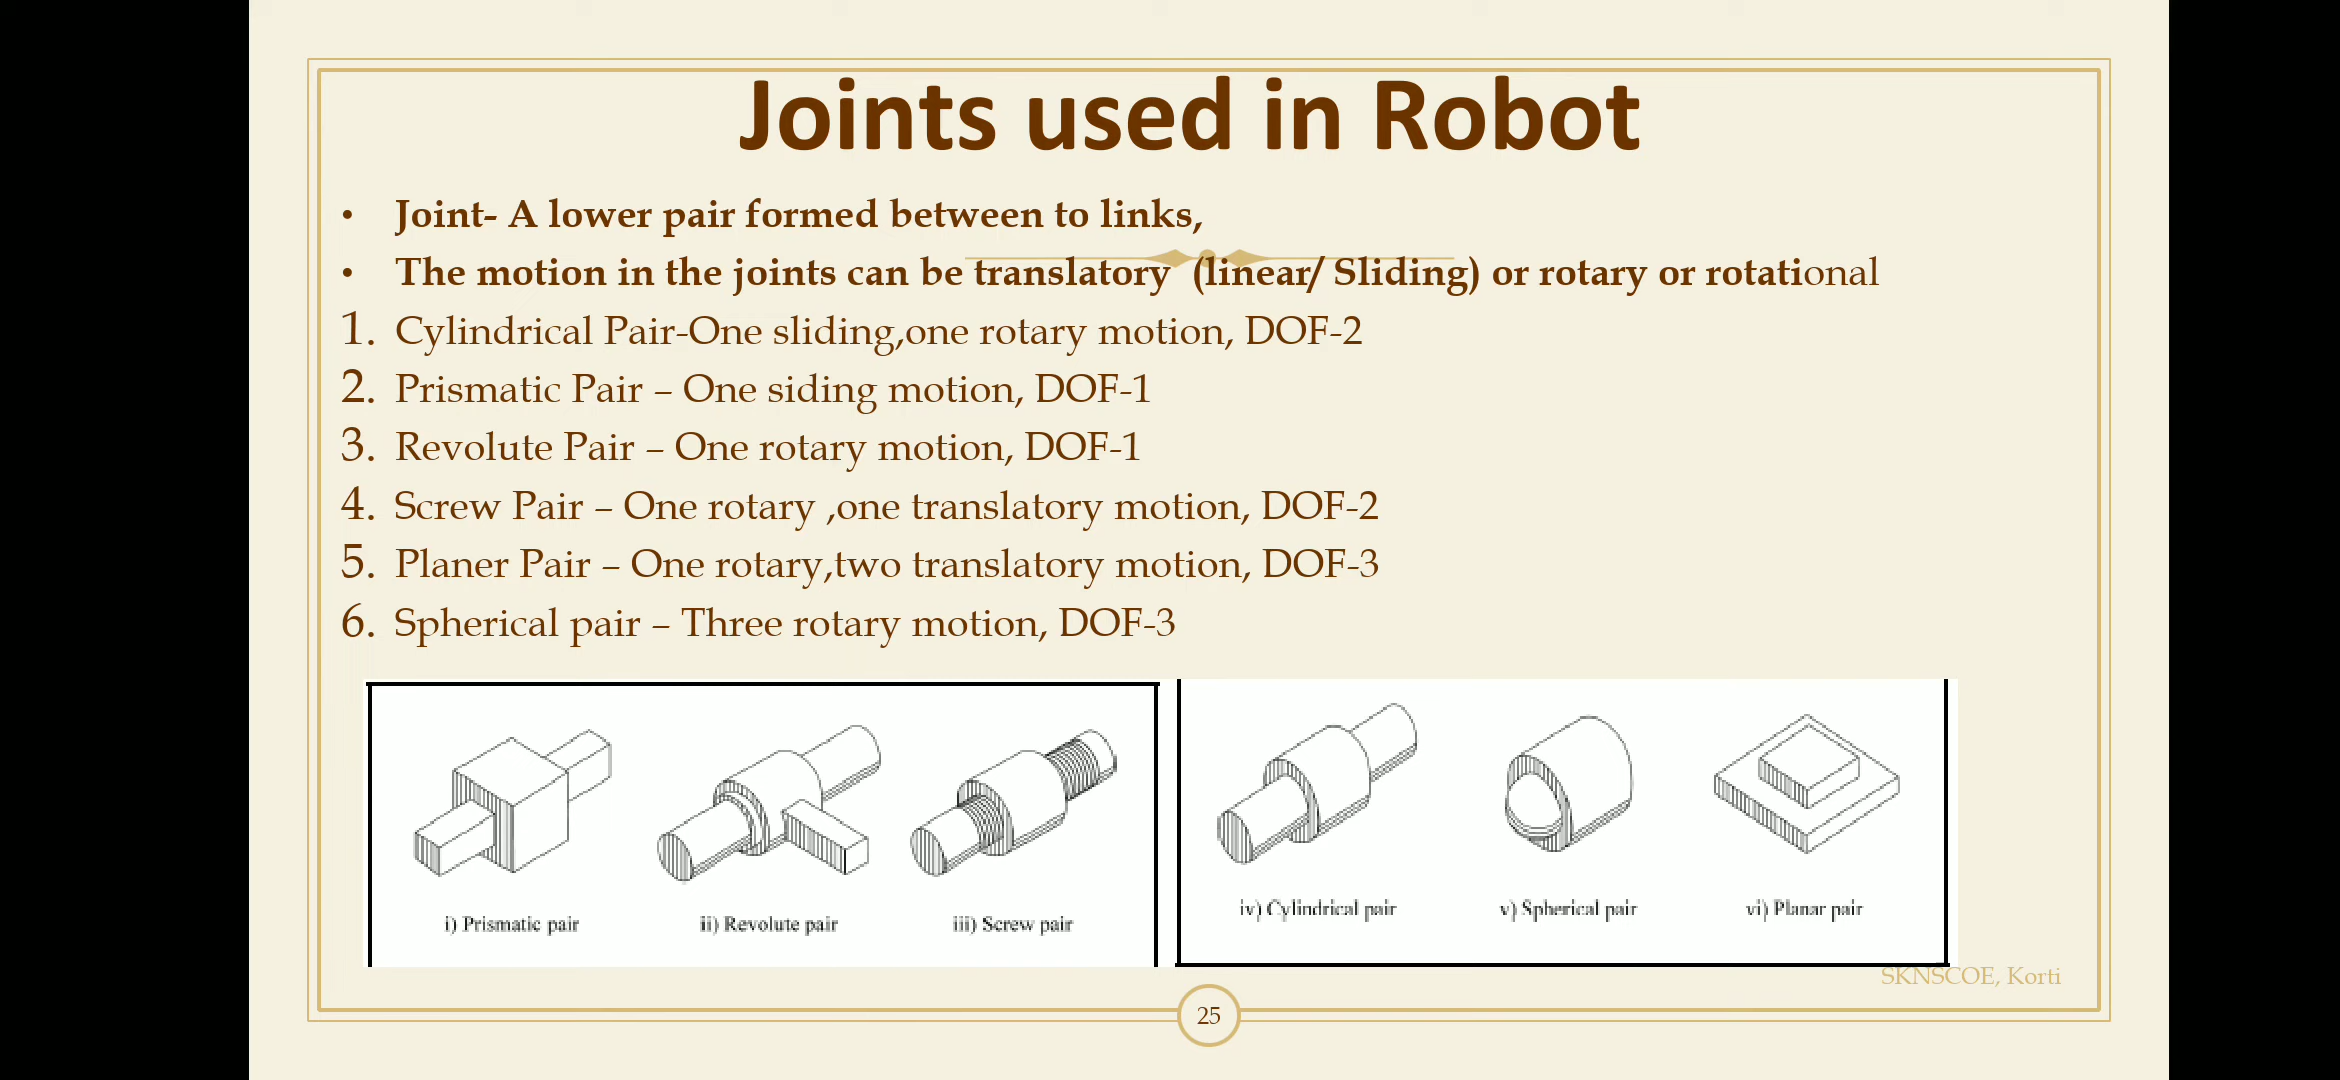 Joints used in Robot
• Joint- A lower pair formed between to links,
• The motion in the joints can be translatory (linear/ Sliding) or rotary or rotational
1. Cylindrical Pair-One sliding,one rotary motion, DOF-2
2. Prismatic Pair – One siding motion, DOF-1
3. Revolute Pair – One rotary motion, DOF-1
4. Screw Pair – One rotary ,one translatory motion, DOF-2
5. Planer Pair – One rotary,two translatory motion, DOF-3
6. Spherical pair – Three rotary motion, DOF-3
i) Prismatic pair
ii) Revolute pair
iii) Screw pair
iv) Cylindrical pair
v) Spherical pair
vi) Planar pair
SKNSCOE, Korti
25